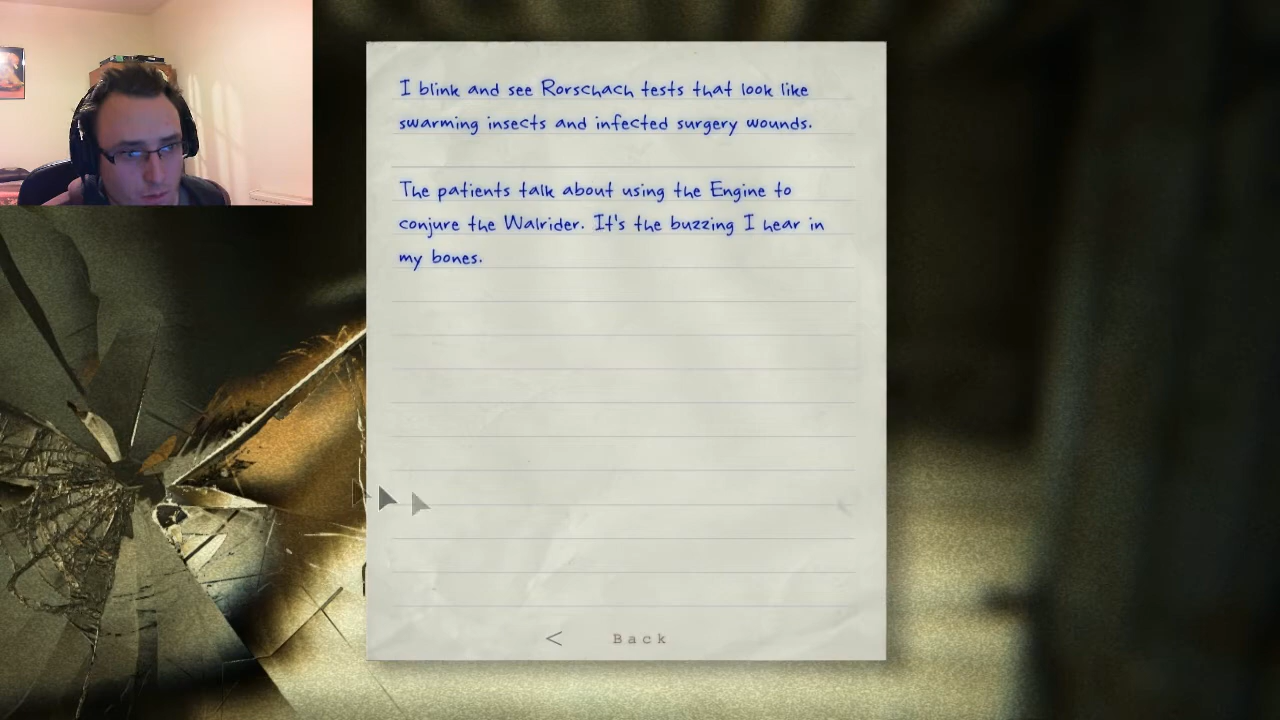 I blink and see Rorschach tests that look like
swarming insects and infected surgery wounds.
The patients talk about using the Engine to
conjure the Walrider. It's the buzzing I hear in
my bones.
< Back